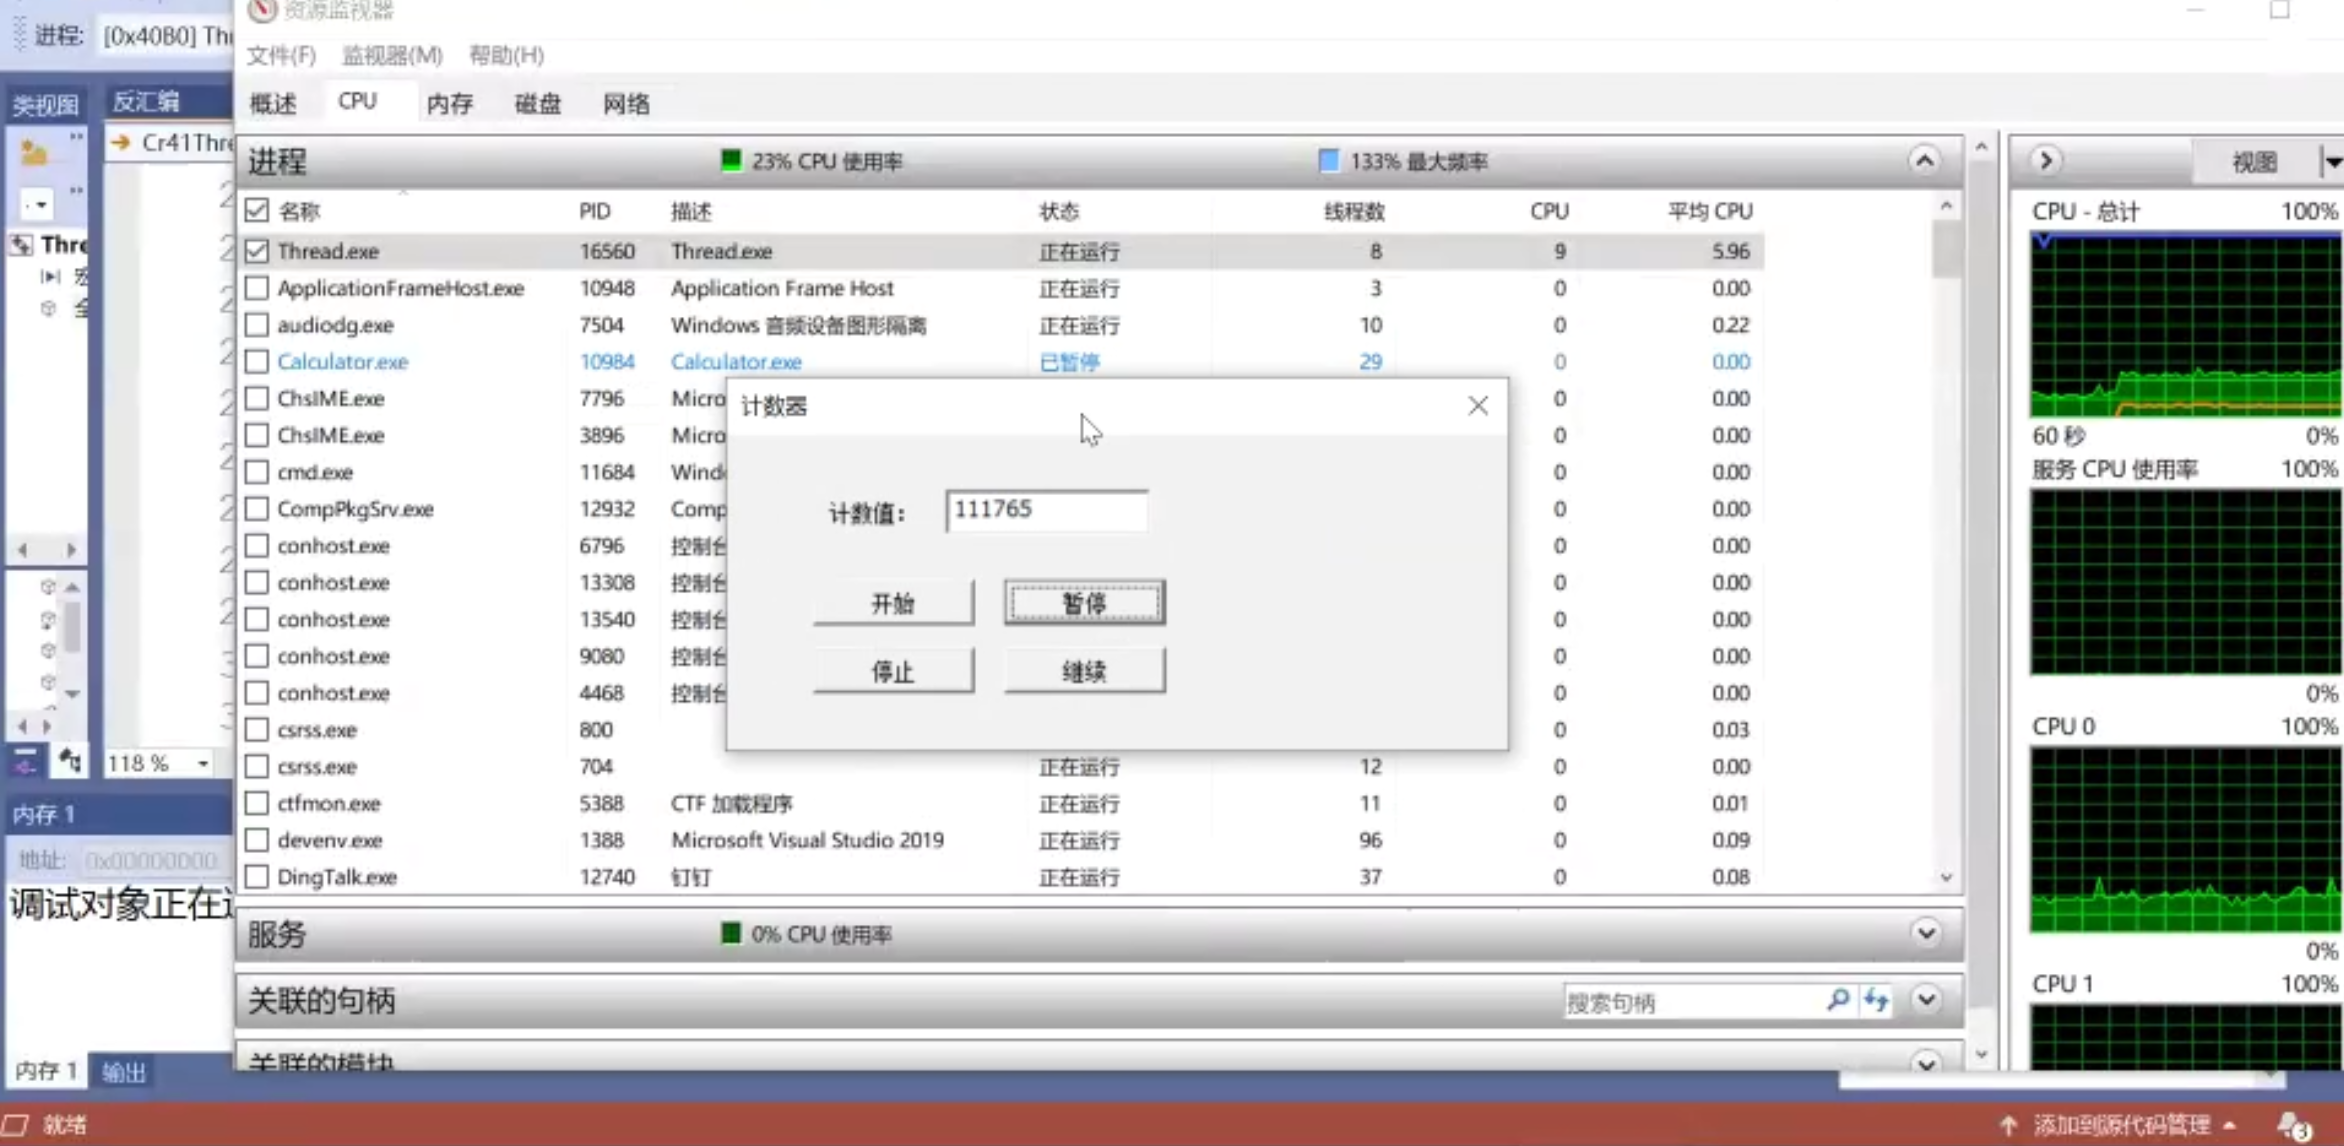 资源监视器
进程: [0x40B0] Thr
文件(F) 监视器(M) 帮助(H)
类视图 反汇编
概述 CPU 内存 磁盘 网络
Cr41Thre
进程 23% CPU 使用率 133% 最大频率
视图
名称 PID 描述 状态 线程数 CPU 平均 CPU
CPU - 总计 100%
Thre
Thread.exe 16560 Thread.exe 正在运行 8 9 5.96
ApplicationFrameHost.exe 10948 Application Frame Host 正在运行 3 0 0.00
audiodg.exe 7504 Windows 音频设备图形隔离 正在运行 10 0 0.22
Calculator.exe 10984 Calculator.exe 已暂停 29 0 0.00
ChsIME.exe 7796 Micro 0 0.00
计数器
ChsIME.exe 3896 Micro 0 0.00
60 秒 0%
cmd.exe 11684 Windo 0 0.00
服务 CPU 使用率 100%
CompPkgSrv.exe 12932 Comp 0 0.00
计数值: 111765
conhost.exe 6796 控制台 0 0.00
conhost.exe 13308 控制台 0 0.00
开始 暂停
conhost.exe 13540 控制台 0 0.00
conhost.exe 9080 控制台 0 0.00
停止 继续
conhost.exe 4468 控制台 0 0.00
0%
csrss.exe 800 0 0.03
CPU 0 100%
csrss.exe 704 正在运行 12 0 0.00
118 %
ctfmon.exe 5388 CTF 加载程序 正在运行 11 0 0.01
内存 1
devenv.exe 1388 Microsoft Visual Studio 2019 正在运行 96 0 0.09
地址: 0x00000000
DingTalk.exe 12740 钉钉 正在运行 37 0 0.08
调试对象正在
服务 0% CPU 使用率
0%
CPU 1 100%
关联的句柄 搜索句柄
关联的模块
内存 1 输出
就绪 添加到源代码管理 3